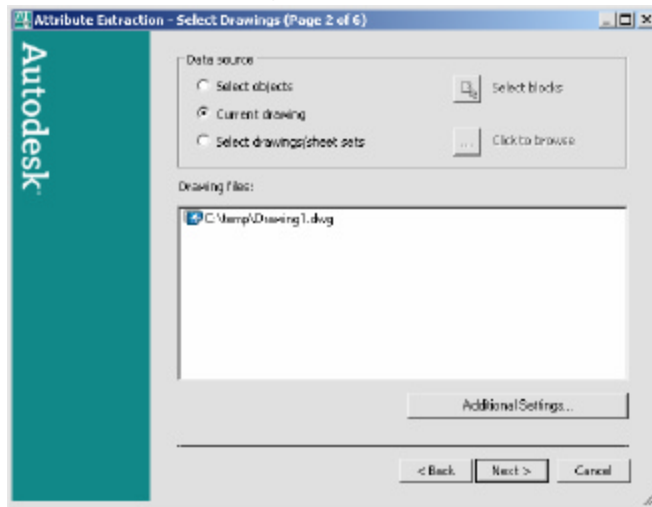 Attribute Extraction - Select Drawings (Page 2 of 6)
Autodesk
Data source
Select objects
Select blocks
Current drawing
Select drawings/sheet sets
...
Click to browse
Drawing files:
C:\temp\Drawing1.dwg
Additional Settings...
< Back
Next >
Cancel